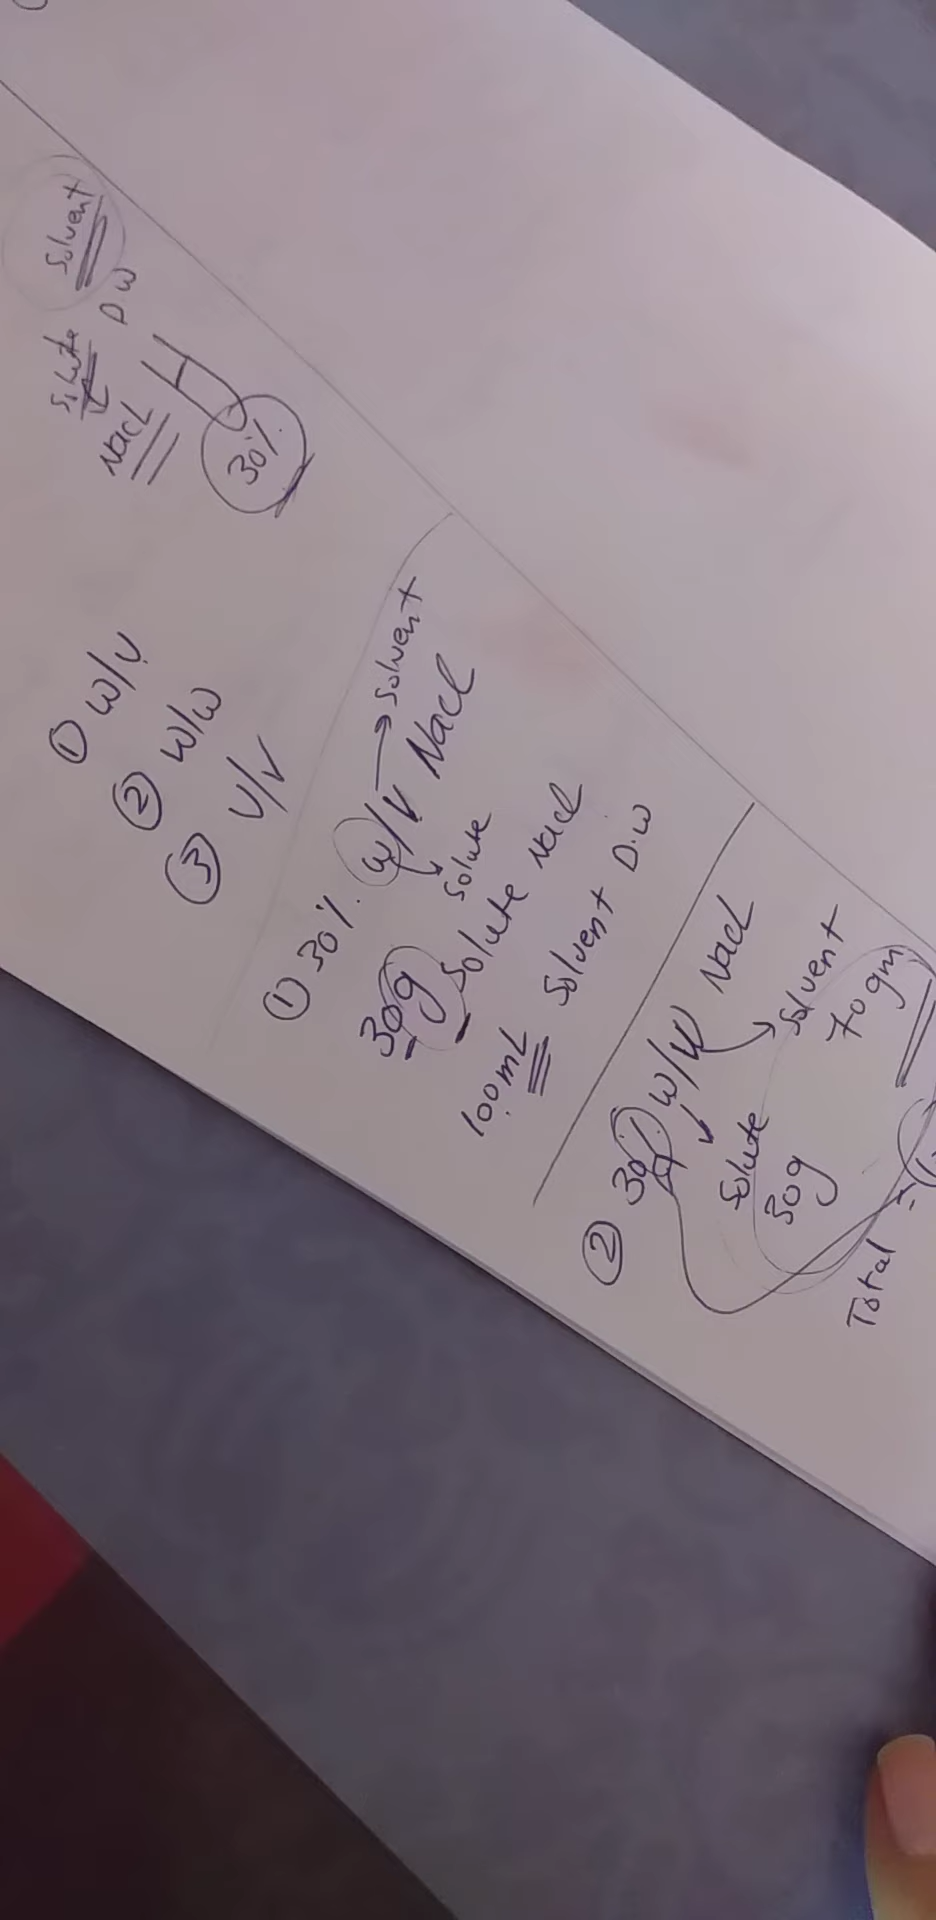 Solute Solvent
NaCL D W
30%
① W/V
② W/W
③ V/V
① 30% W/V → Solvent
NaCl
Solute
30g Solute NaCl
100mL Solvent D.W
② 30% W/W NaCl
Solute Solvent
30g 70gm
Total =